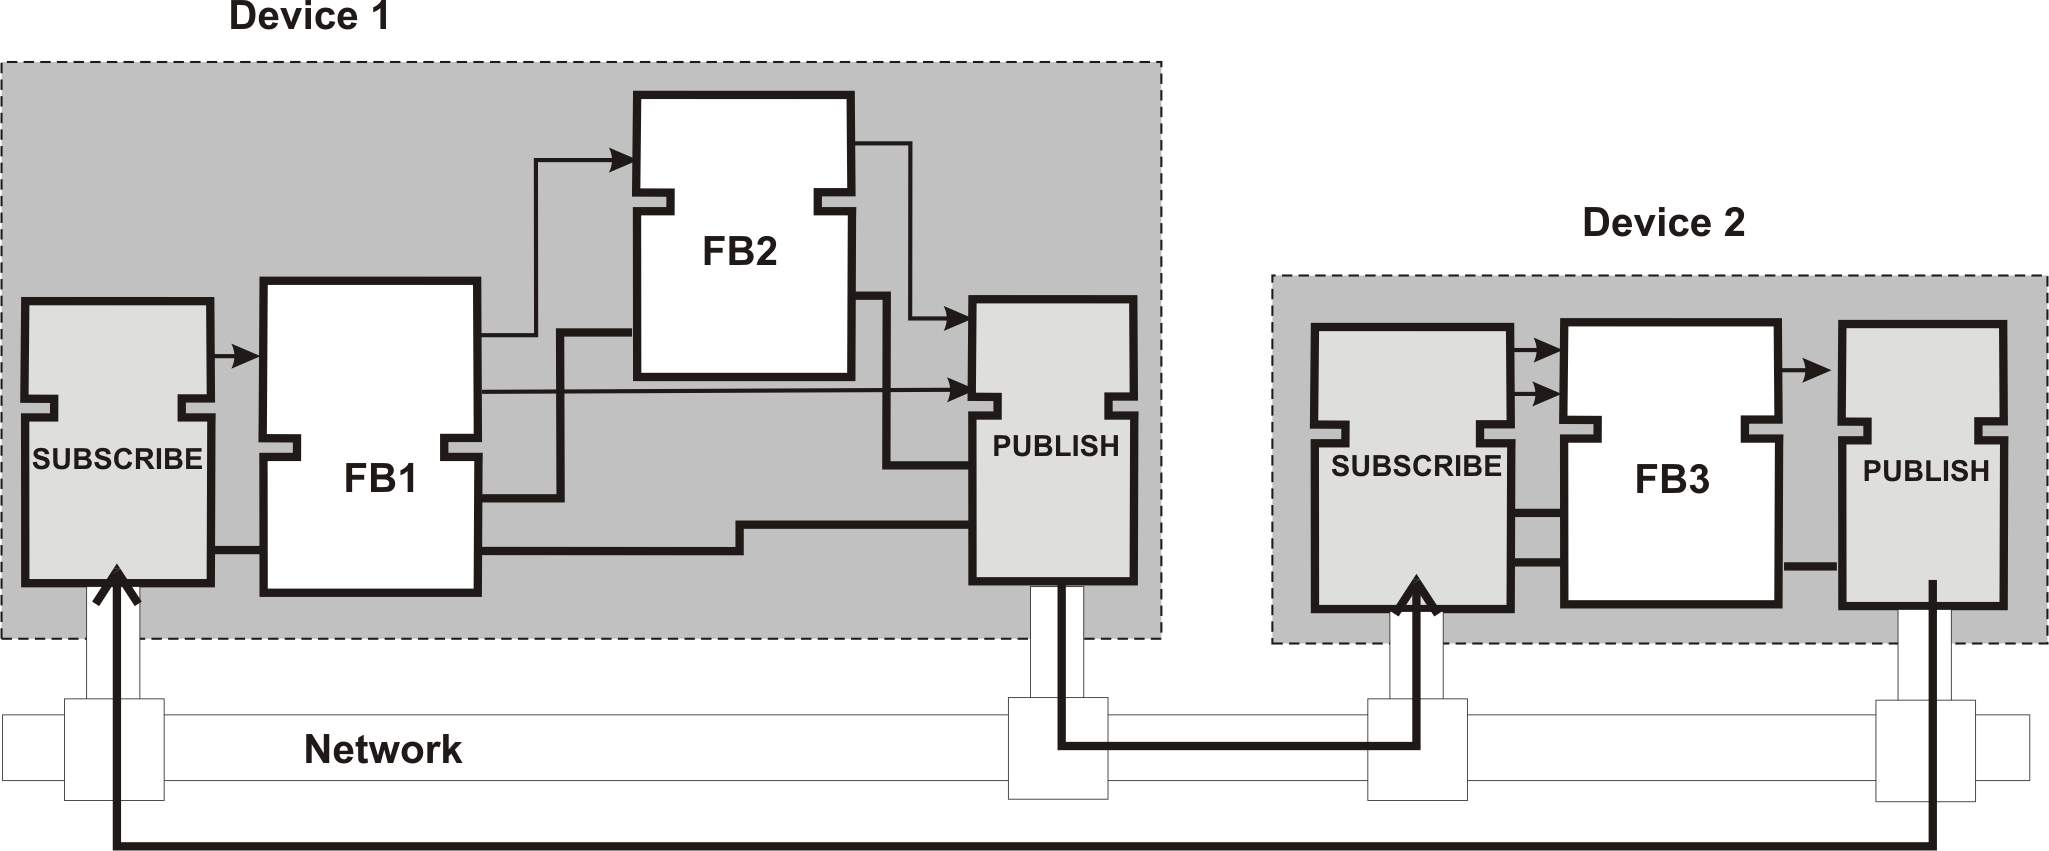 Device 1
FB2
Device 2
SUBSCRIBE
FB1
PUBLISH
SUBSCRIBE
FB3
PUBLISH
Network